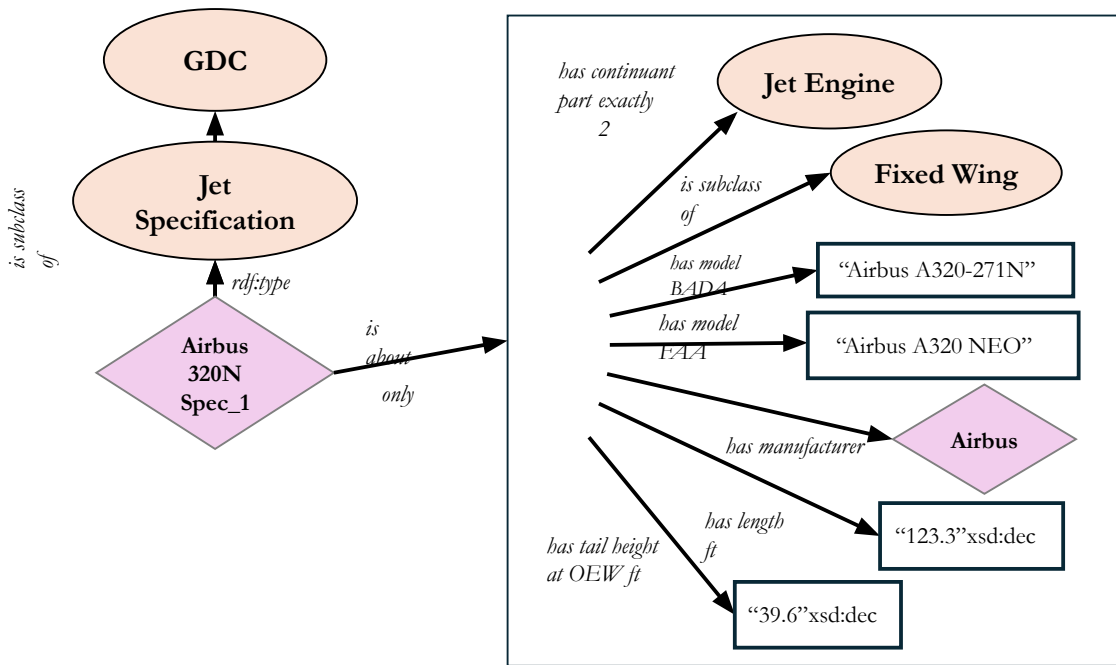 GDC
is subclass
of
Jet
Specification
rdf:type
Airbus
320N
Spec_1
is
about
only
has continuant
part exactly
2
Jet Engine
is subclass
of
Fixed Wing
has model
BADA
“Airbus A320-271N”
has model
FAA
“Airbus A320 NEO”
has manufacturer
Airbus
has length
ft
“123.3”xsd:dec
has tail height
at OEW ft
“39.6”xsd:dec